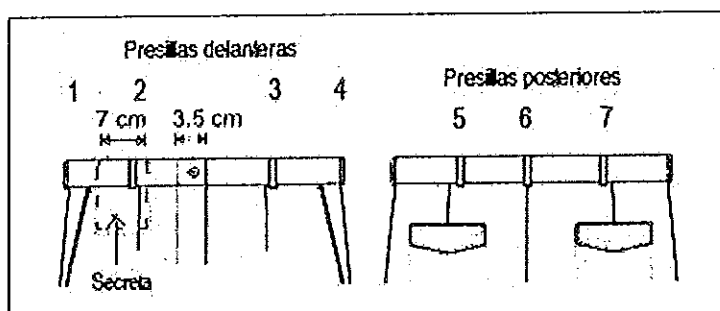 Presillas delanteras
1 2 3 4
7 cm 3,5 cm
Secreta
Presillas posteriores
5 6 7